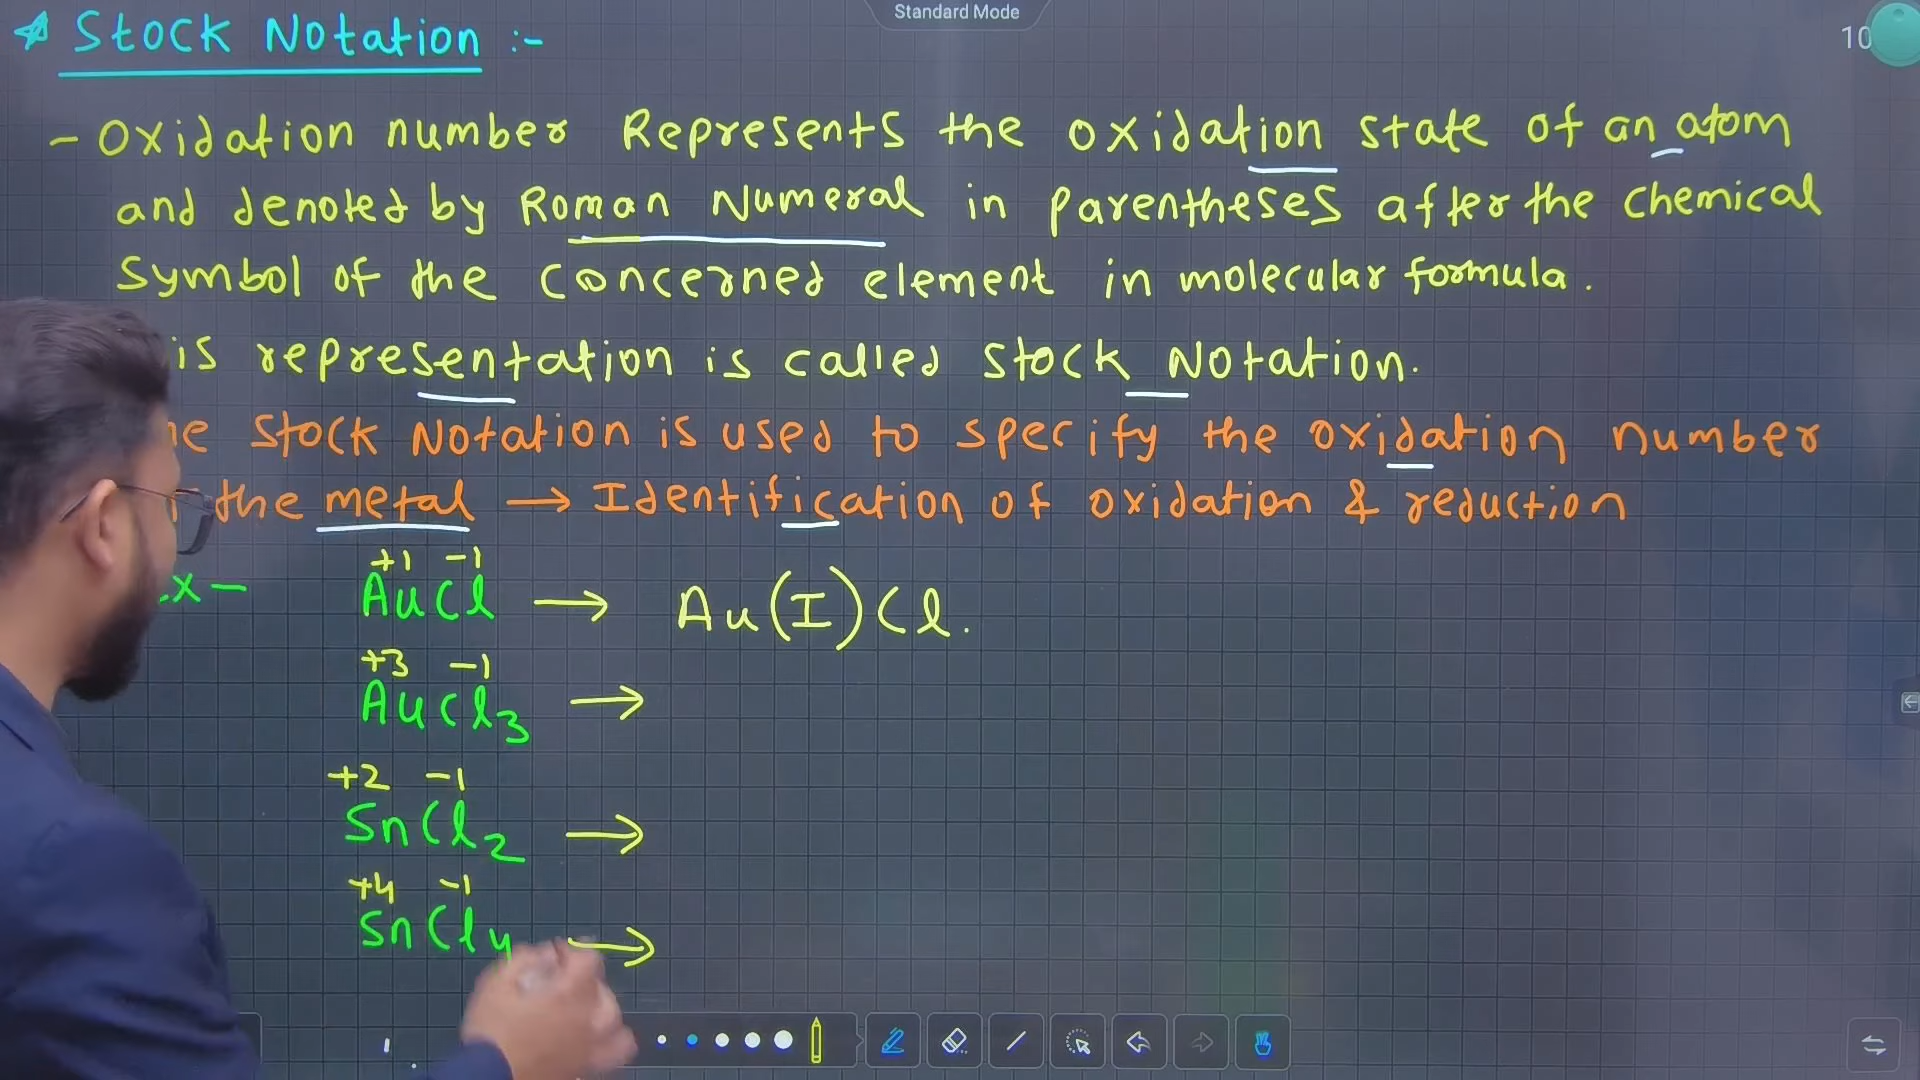 Standard Mode
10
* Stock Notation :-
- Oxidation number Represents the oxidation state of an atom
and denoted by Roman Numeral in parentheses after the chemical
Symbol of the concerned element in molecular formula.
is representation is called Stock Notation.
Stock Notation is used to specify the oxidation number
the metal → Identification of oxidation & reduction
x -
+1 -1
AuCl → Au(I)Cl.
+3 -1
AuCl3 →
+2 -1
SnCl2 →
+4 -1
SnCl4 →